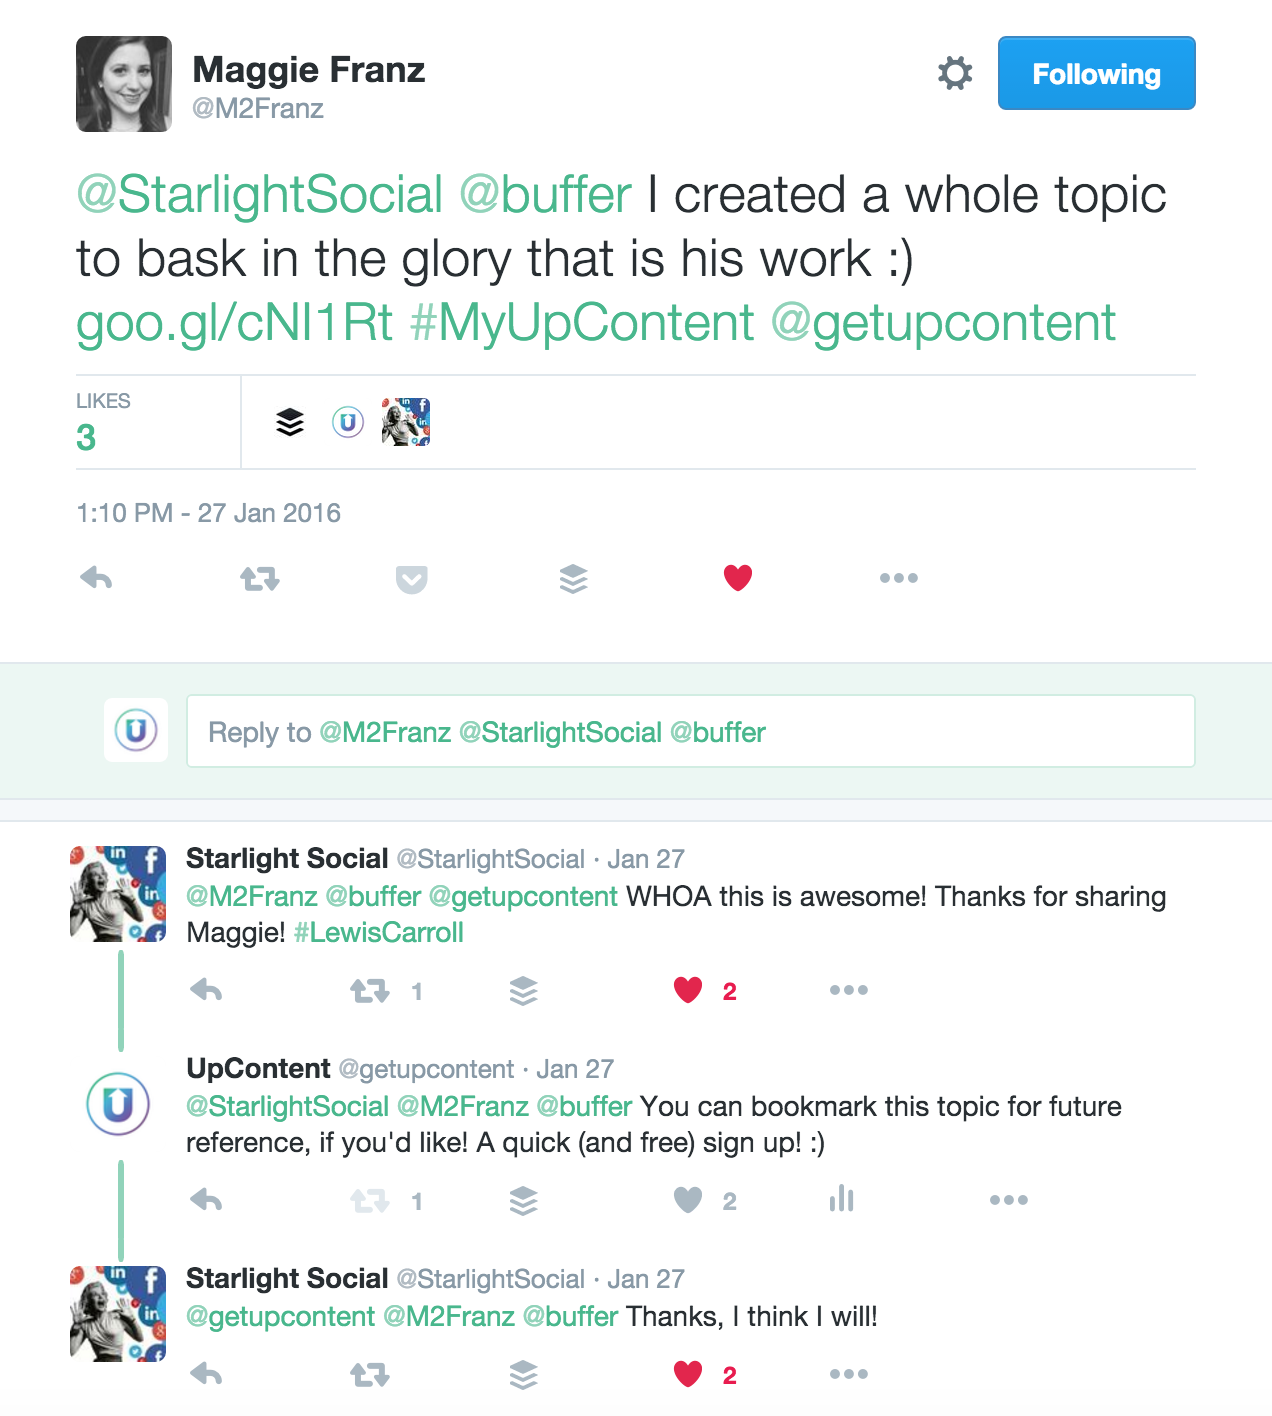 Maggie Franz
@M2Franz
Following
@StarlightSocial @buffer I created a whole topic
to bask in the glory that is his work :)
goo.gl/cNI1Rt #MyUpContent @getupcontent
LIKES
3
1:10 PM - 27 Jan 2016
Reply to @M2Franz @StarlightSocial @buffer
Starlight Social @StarlightSocial · Jan 27
@M2Franz @buffer @getupcontent WHOA this is awesome! Thanks for sharing
Maggie! #LewisCarroll
1 2
UpContent @getupcontent · Jan 27
@StarlightSocial @M2Franz @buffer You can bookmark this topic for future
reference, if you'd like! A quick (and free) sign up! :)
1 2
Starlight Social @StarlightSocial · Jan 27
@getupcontent @M2Franz @buffer Thanks, I think I will!
2